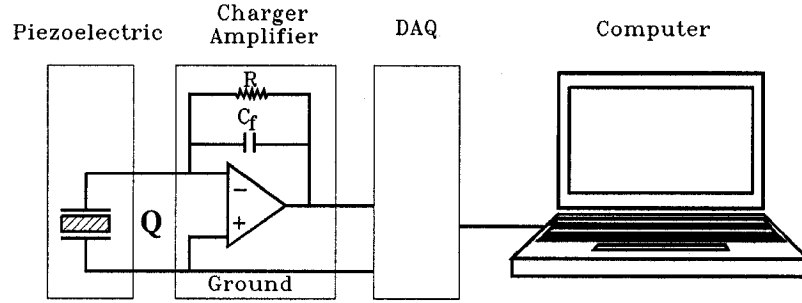 Piezoelectric
Charger
Amplifier
DAQ
Computer
R
Cf
−
+
Q
Ground